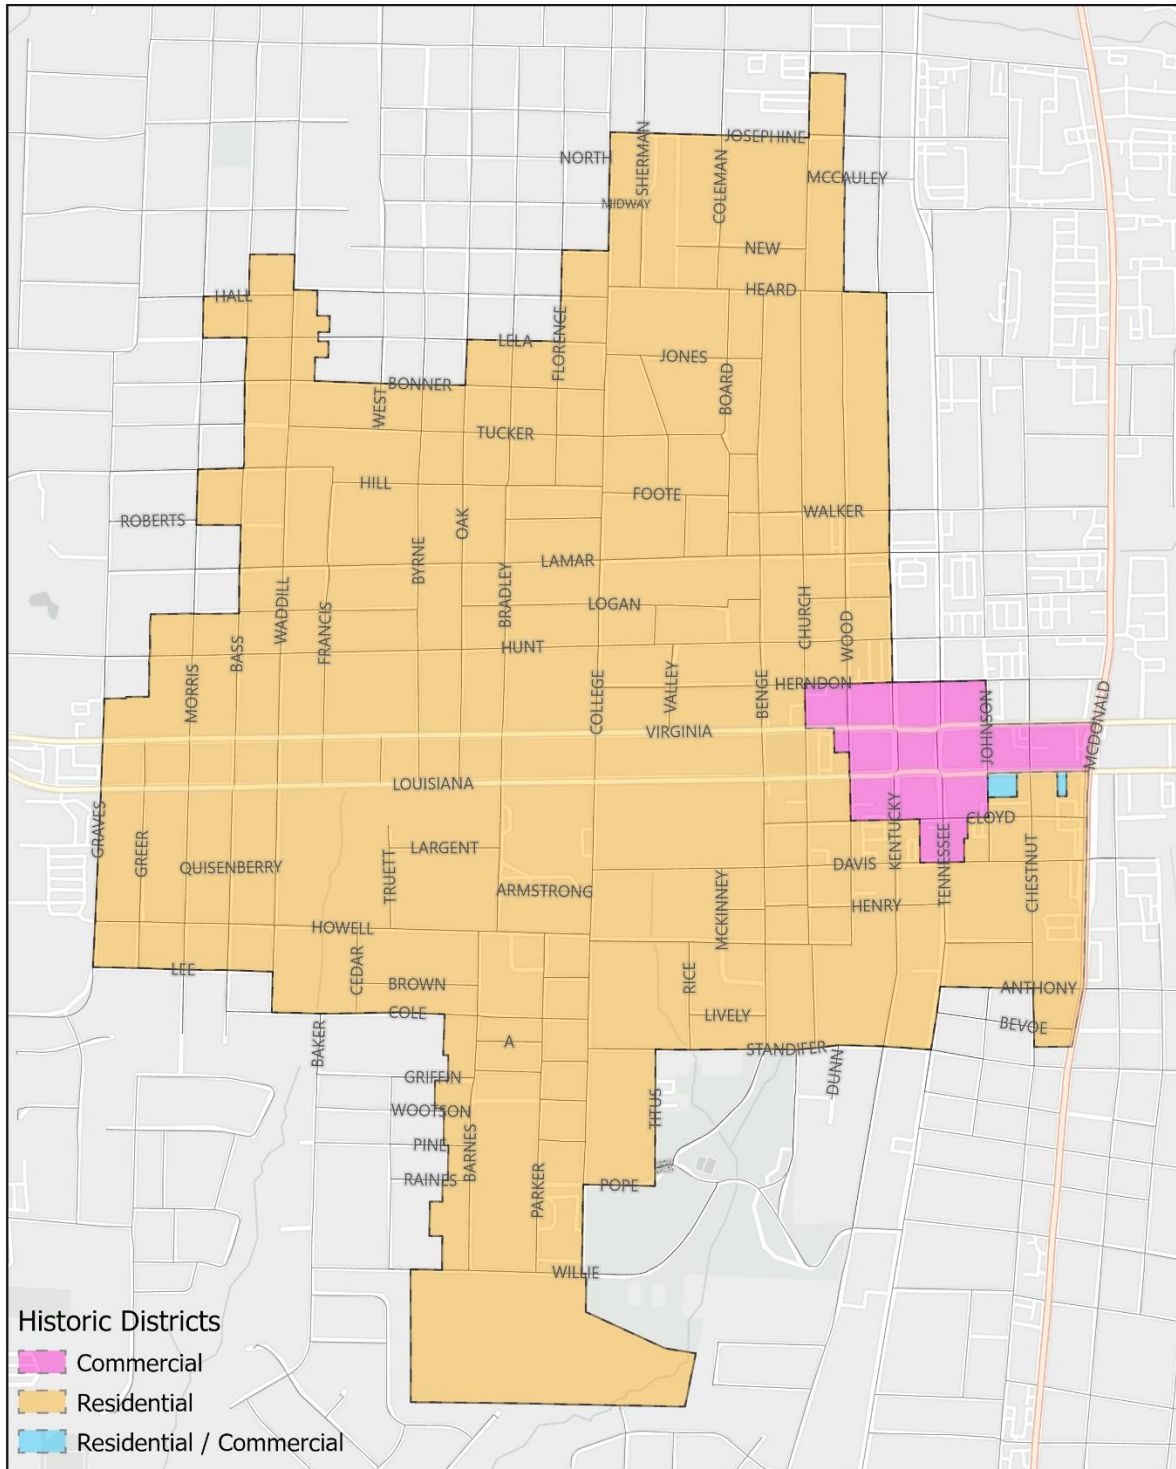 JOSEPHINE
NORTH
SHERMAN
COLEMAN
MCCAULEY
MIDWAY
NEW
HEARD
HALL
FLORENCE
LELA
JONES
BOARD
BONNER
WEST
TUCKER
HILL
FOOTE
ROBERTS
OAK
WALKER
BYRNE
LAMAR
BRADLEY
WADDILL
FRANCIS
LOGAN
CHURCH
WOOD
BASS
HUNT
MORRIS
COLLEGE
VALLEY
BENGE
HERNDON
JOHNSON
MCDONALD
VIRGINIA
LOUISIANA
GRAVES
GREER
KENTUCKY
CLOYD
LARGENT
QUISENBERRY
TRUETT
DAVIS
TENNESSEE
CHESTNUT
ARMSTRONG
MCKINNEY
HENRY
HOWELL
LEE
CEDAR
BROWN
RICE
ANTHONY
COLE
LIVELY
BEVOE
BAKER
A
STANDIFER
DUNN
GRIFFIN
WOOTSON
TITUS
PINE
BARNES
RAINES
PARKER
POPE
WILLIE
Historic Districts
Commercial
Residential
Residential / Commercial